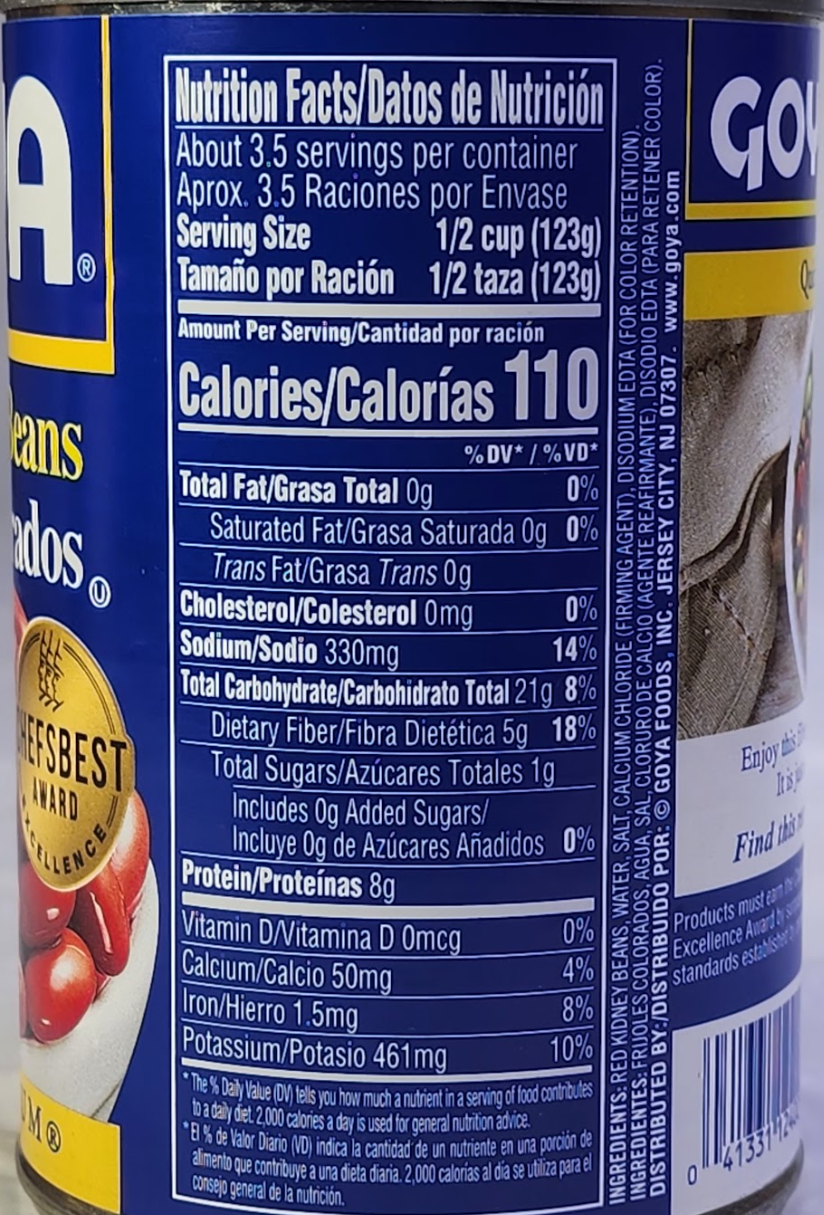 A®
Beans
ados
U
CHEFSBEST
AWARD
EXCELLENCE
UM®
Nutrition Facts/Datos de Nutrición
About 3.5 servings per container
Aprox. 3.5 Raciones por Envase
Serving Size 1/2 cup (123g)
Tamaño por Ración 1/2 taza (123g)
Amount Per Serving/Cantidad por ración
Calories/Calorías 110
%DV* / %VD*
Total Fat/Grasa Total 0g 0%
Saturated Fat/Grasa Saturada 0g 0%
Trans Fat/Grasa Trans 0g
Cholesterol/Colesterol 0mg 0%
Sodium/Sodio 330mg 14%
Total Carbohydrate/Carbohidrato Total 21g 8%
Dietary Fiber/Fibra Dietética 5g 18%
Total Sugars/Azúcares Totales 1g
Includes 0g Added Sugars/
Incluye 0g de Azúcares Añadidos 0%
Protein/Proteínas 8g
Vitamin D/Vitamina D 0mcg 0%
Calcium/Calcio 50mg 4%
Iron/Hierro 1.5mg 8%
Potassium/Potasio 461mg 10%
* The % Daily Value (DV) tells you how much a nutrient in a serving of food contributes
to a daily diet. 2,000 calories a day is used for general nutrition advice.
* El % de Valor Diario (VD) indica la cantidad de un nutriente en una porción de
alimento que contribuye a una dieta diaria. 2,000 calorías al día se utiliza para el
consejo general de la nutrición.
INGREDIENTS: RED KIDNEY BEANS, WATER, SALT, CALCIUM CHLORIDE (FIRMING AGENT), DISODIUM EDTA (FOR COLOR RETENTION).
INGREDIENTES: FRIJOLES COLORADOS, AGUA, SAL, CLORURO DE CALCIO (AGENTE REAFIRMANTE), DISODIO EDTA (PARA RETENER COLOR).
DISTRIBUTED BY:/DISTRIBUIDO POR: © GOYA FOODS, INC. JERSEY CITY, NJ 07307. www.goya.com
GOY
Enjoy this
It is
Find this
Products must earn the
Excellence Award by
standards established
0 41331